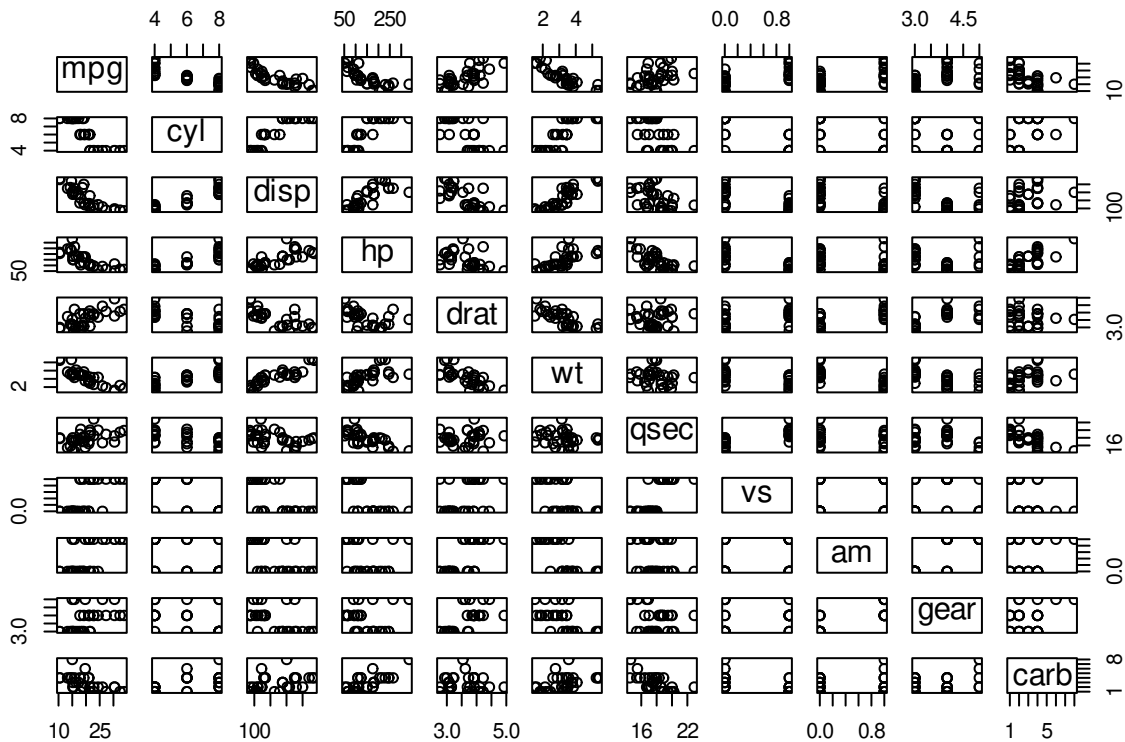 4 6 8 50 250 2 4 0.0 0.8 3.0 4.5
mpg 10
4 8 cyl
disp 100
50 hp
drat 3.0
2 wt
qsec 16
0.0 vs
am 0.0
3.0 gear
carb 1 8
10 25 100 3.0 5.0 16 22 0.0 0.8 1 5